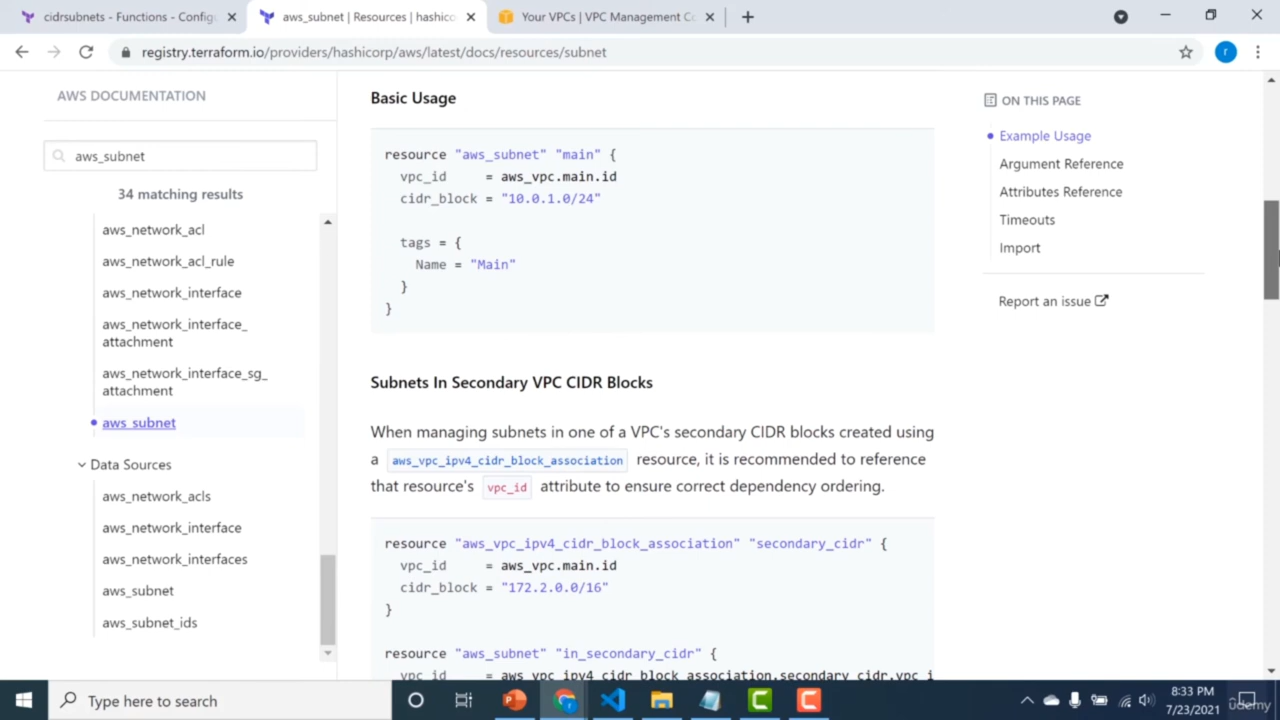 cidrsubnets - Functions - Config
aws_subnet | Resources | hashico
Your VPCs | VPC Management Co
registry.terraform.io/providers/hashicorp/aws/latest/docs/resources/subnet
r
AWS DOCUMENTATION
aws_subnet
34 matching results
aws_network_acl
aws_network_acl_rule
aws_network_interface
aws_network_interface_
attachment
aws_network_interface_sg_
attachment
aws_subnet
Data Sources
aws_network_acls
aws_network_interface
aws_network_interfaces
aws_subnet
aws_subnet_ids
Basic Usage
resource "aws_subnet" "main" {
vpc_id = aws_vpc.main.id
cidr_block = "10.0.1.0/24"
tags = {
Name = "Main"
}
}
Subnets In Secondary VPC CIDR Blocks
When managing subnets in one of a VPC's secondary CIDR blocks created using
a aws_vpc_ipv4_cidr_block_association resource, it is recommended to reference
that resource's vpc_id attribute to ensure correct dependency ordering.
resource "aws_vpc_ipv4_cidr_block_association" "secondary_cidr" {
vpc_id = aws_vpc.main.id
cidr_block = "172.2.0.0/16"
}
resource "aws_subnet" "in_secondary_cidr" {
vpc_id = aws_vpc_ipv4_cidr_block_association.secondary_cidr.vpc_i
ON THIS PAGE
Example Usage
Argument Reference
Attributes Reference
Timeouts
Import
Report an issue
Type here to search
8:33 PM
7/23/2021
udemy